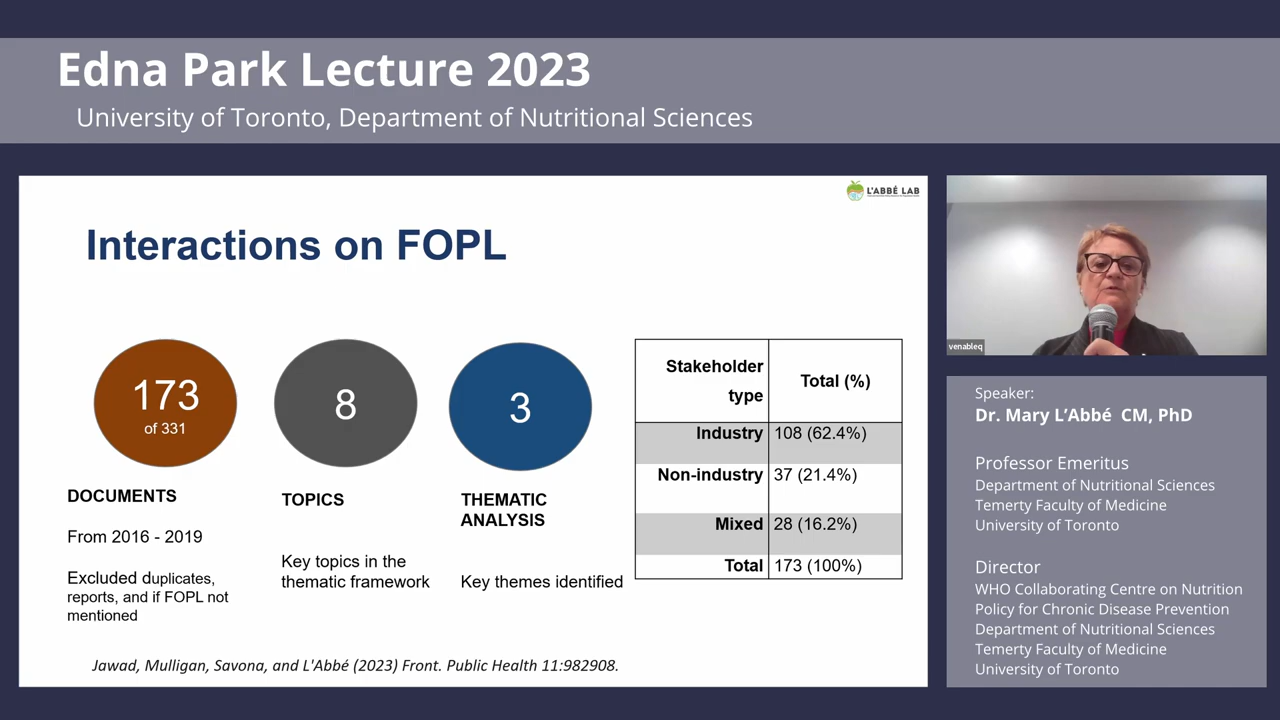 Edna Park Lecture 2023
University of Toronto, Department of Nutritional Sciences
L'ABBÉ LAB
Interactions on FOPL
173
of 331
DOCUMENTS
From 2016 - 2019
Excluded duplicates,
reports, and if FOPL not
mentioned
8
TOPICS
Key topics in the
thematic framework
3
THEMATIC
ANALYSIS
Key themes identified
Stakeholder
type
Total (%)
Industry 108 (62.4%)
Non-industry 37 (21.4%)
Mixed 28 (16.2%)
Total 173 (100%)
Jawad, Mulligan, Savona, and L'Abbé (2023) Front. Public Health 11:982908.
venableq
Speaker:
Dr. Mary L’Abbé CM, PhD
Professor Emeritus
Department of Nutritional Sciences
Temerty Faculty of Medicine
University of Toronto
Director
WHO Collaborating Centre on Nutrition
Policy for Chronic Disease Prevention
Department of Nutritional Sciences
Temerty Faculty of Medicine
University of Toronto